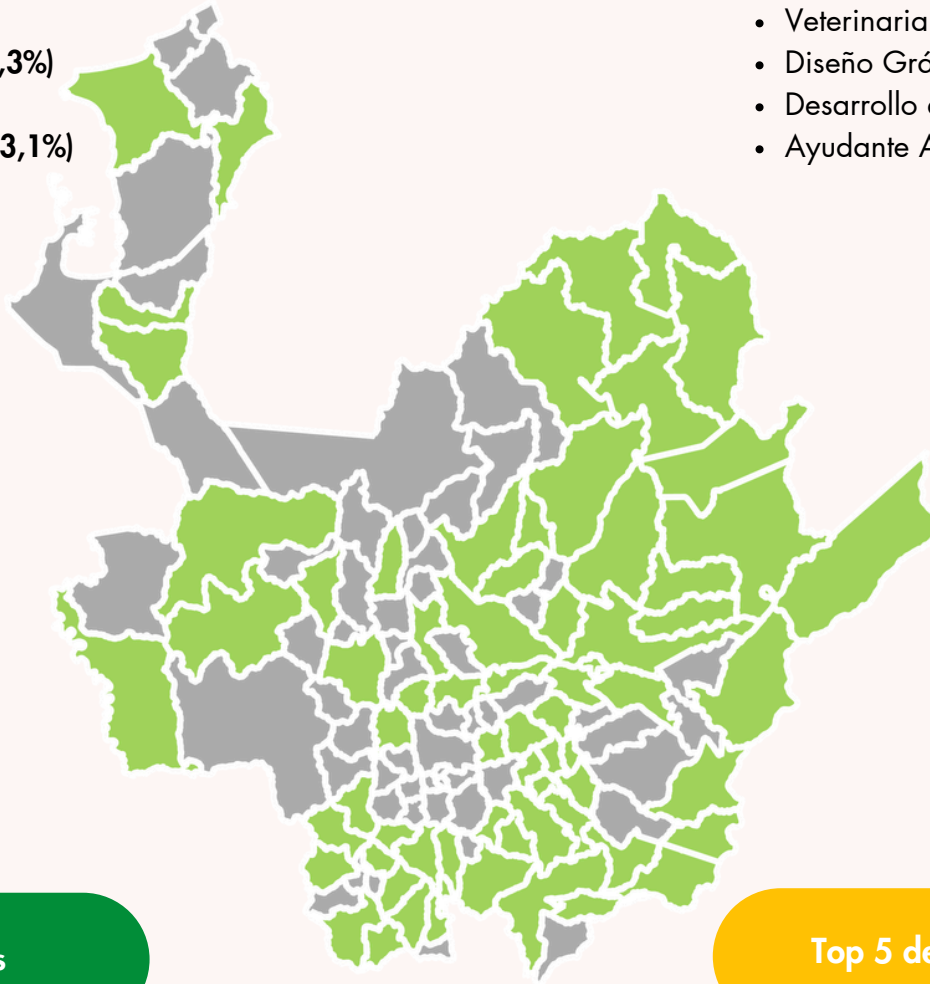 ,3%)
3,1%)
• Veterinaria
• Diseño Grá
• Desarrollo
• Ayudante A
s
Top 5 de